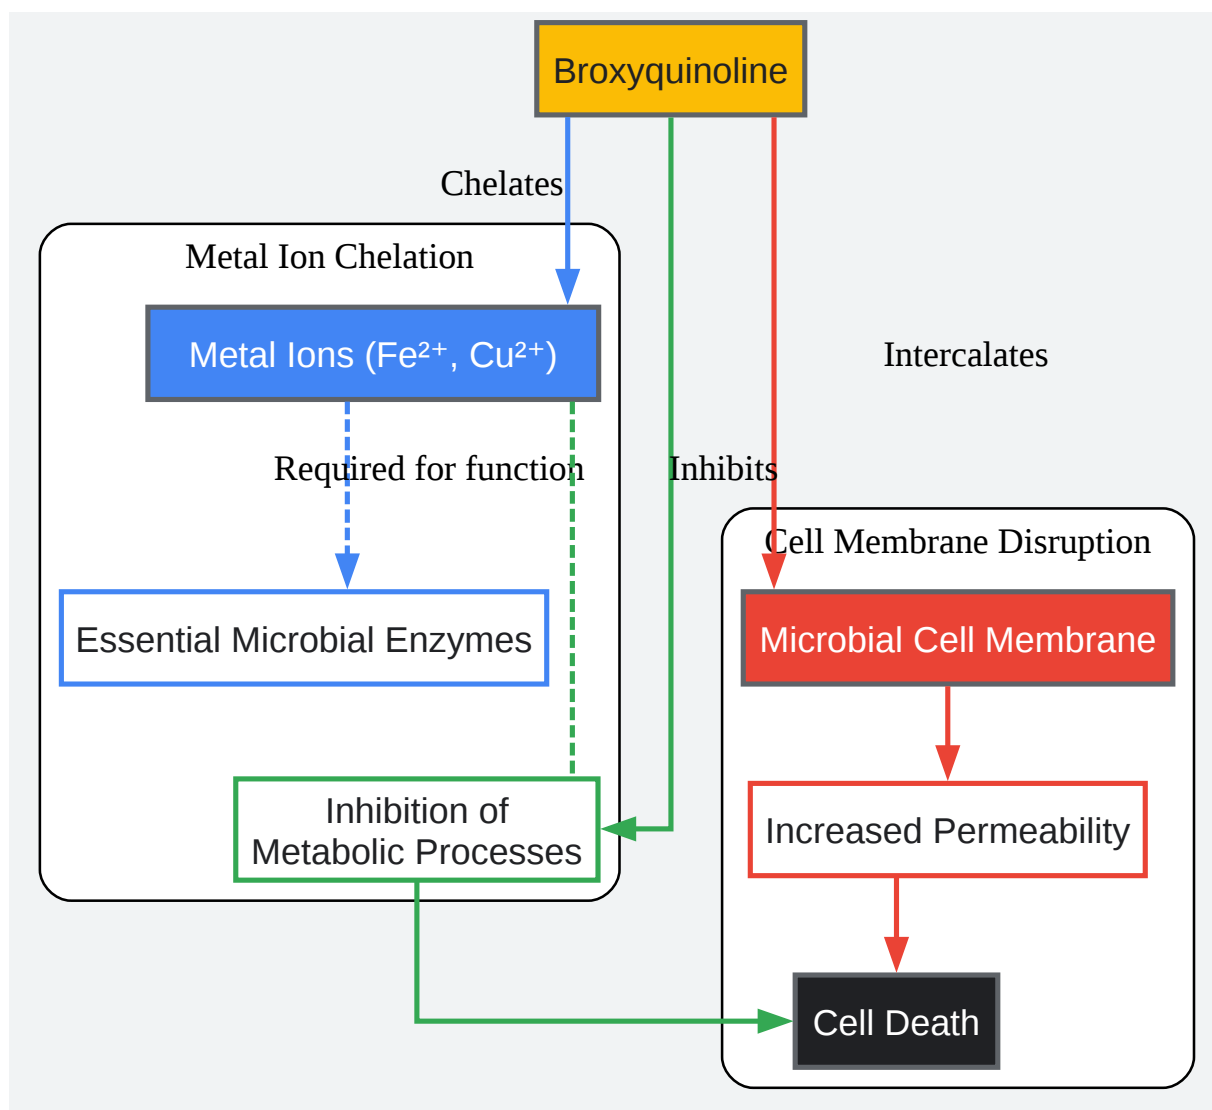 Broxyquinoline
Chelates
Metal Ion Chelation
Metal Ions (Fe²⁺, Cu²⁺)
Intercalates
Required for function
Inhibits
Cell Membrane Disruption
Essential Microbial Enzymes
Microbial Cell Membrane
Inhibition of
Metabolic Processes
Increased Permeability
Cell Death